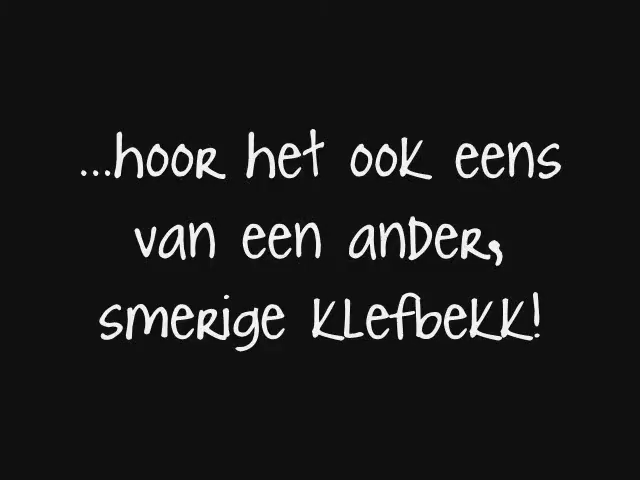 ...hoor het ook eens
van een ander,
smerige klefbekk!